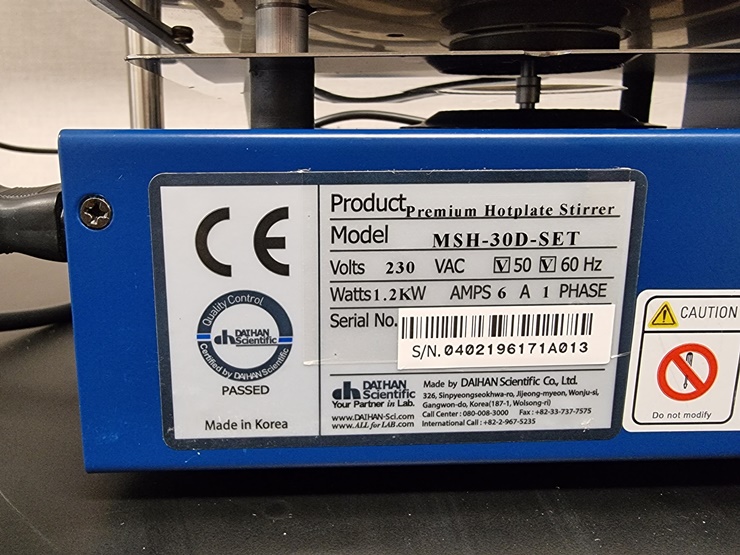 CE
Quality Control
DAIHAN
Scientific
Certified by DAIHAN Scientific
PASSED
Made in Korea
Product Premium Hotplate Stirrer
Model MSH-30D-SET
Volts 230 VAC V 50 V 60 Hz
Watts 1.2KW AMPS 6 A 1 PHASE
Serial No.
S/N. 0402196171A013
DAIHAN
Scientific
Your Partner in Lab.
www.DAIHAN-Sci.com
www.ALL for LAB.com
Made by DAIHAN Scientific Co., Ltd.
326, Sinpyeongseokhwa-ro, Jijeong-myeon, Wonju-si,
Gangwon-do, Korea(187-1, Wolsong-ri)
Call Center : 080-008-3000 Fax : +82-33-737-7575
International Call : +82-2-967-5235
CAUTION
Do not modify